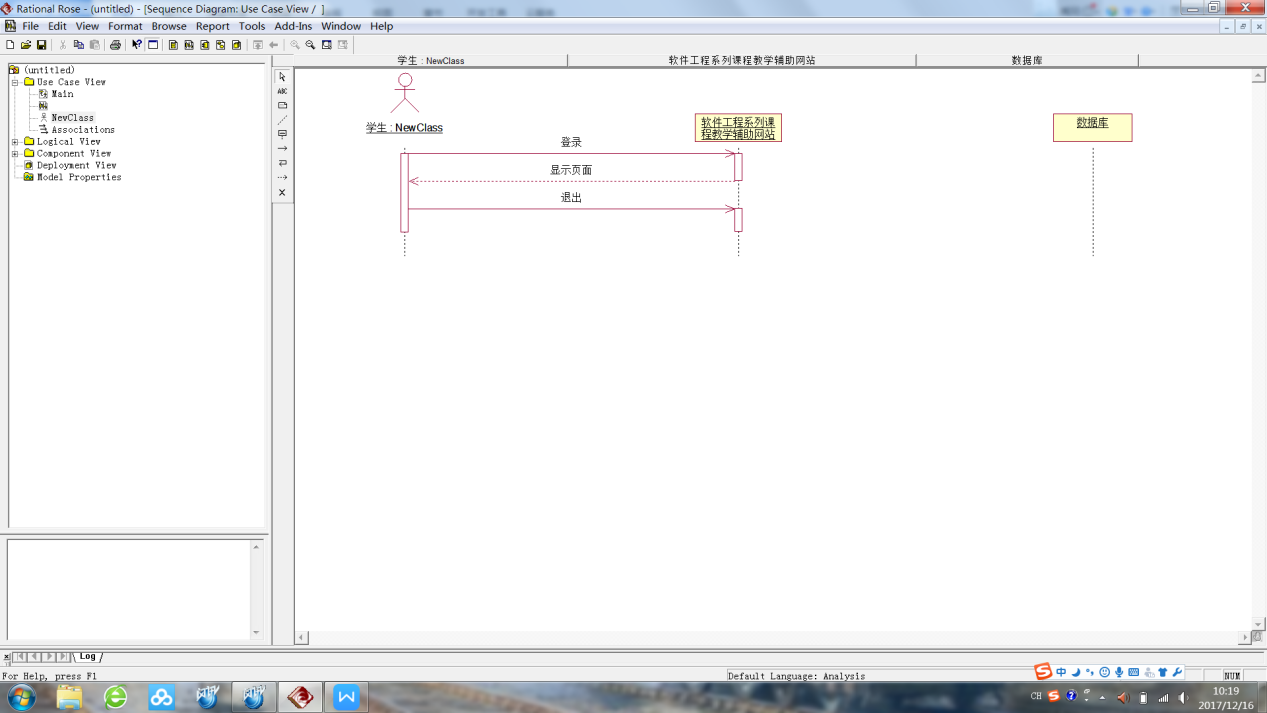 Rational Rose - (untitled) - [Sequence Diagram: Use Case View / ]
File Edit View Format Browse Report Tools Add-Ins Window Help
(untitled)
Use Case View
Main
NewClass
Associations
Logical View
Component View
Deployment View
Model Properties
ABC
学生 : NewClass
软件工程系列课程教学辅助网站
数据库
学生 : NewClass
软件工程系列课
程教学辅助网站
数据库
登录
显示页面
退出
Log
For Help, press F1
Default Language: Analysis
NUM
中
CH
10:19
2017/12/16